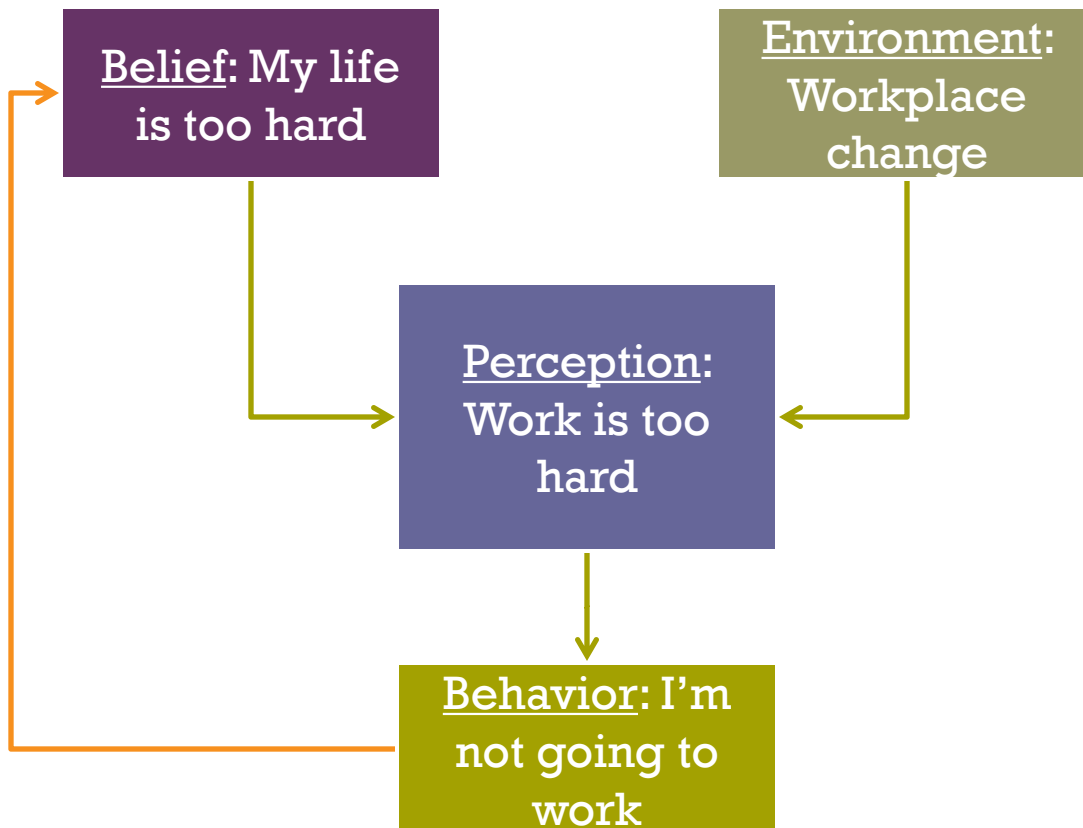 Belief: My life
is too hard
Environment:
Workplace
change
Perception:
Work is too
hard
Behavior: I’m
not going to
work